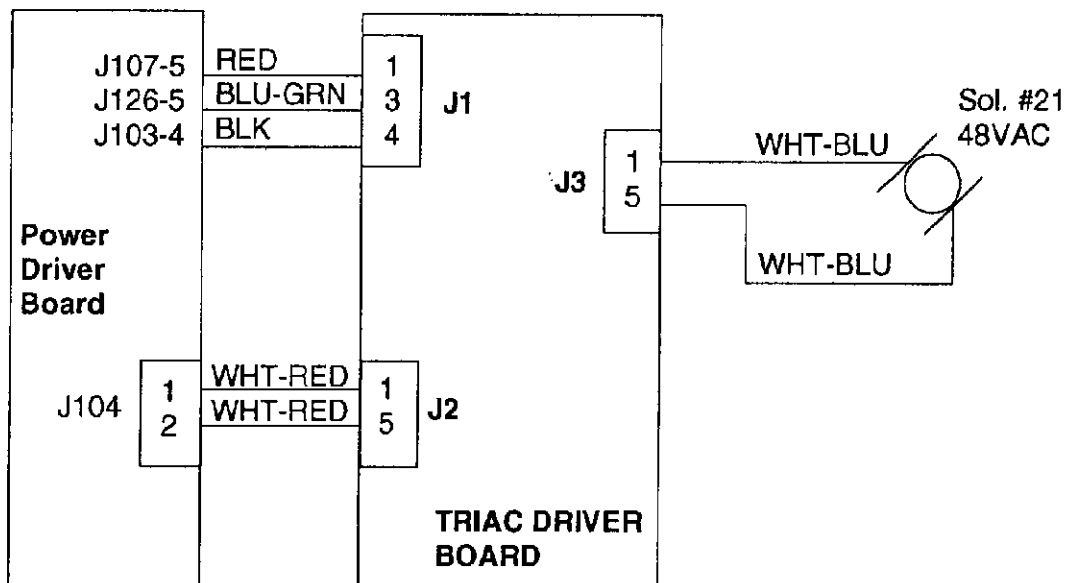 J107-5 RED 1
J126-5 BLU-GRN 3 J1
J103-4 BLK 4
Sol. #21
48VAC
WHT-BLU
J3 1
5
WHT-BLU
Power
Driver
Board
J104 1 WHT-RED 1 J2
2 WHT-RED 5
TRIAC DRIVER
BOARD